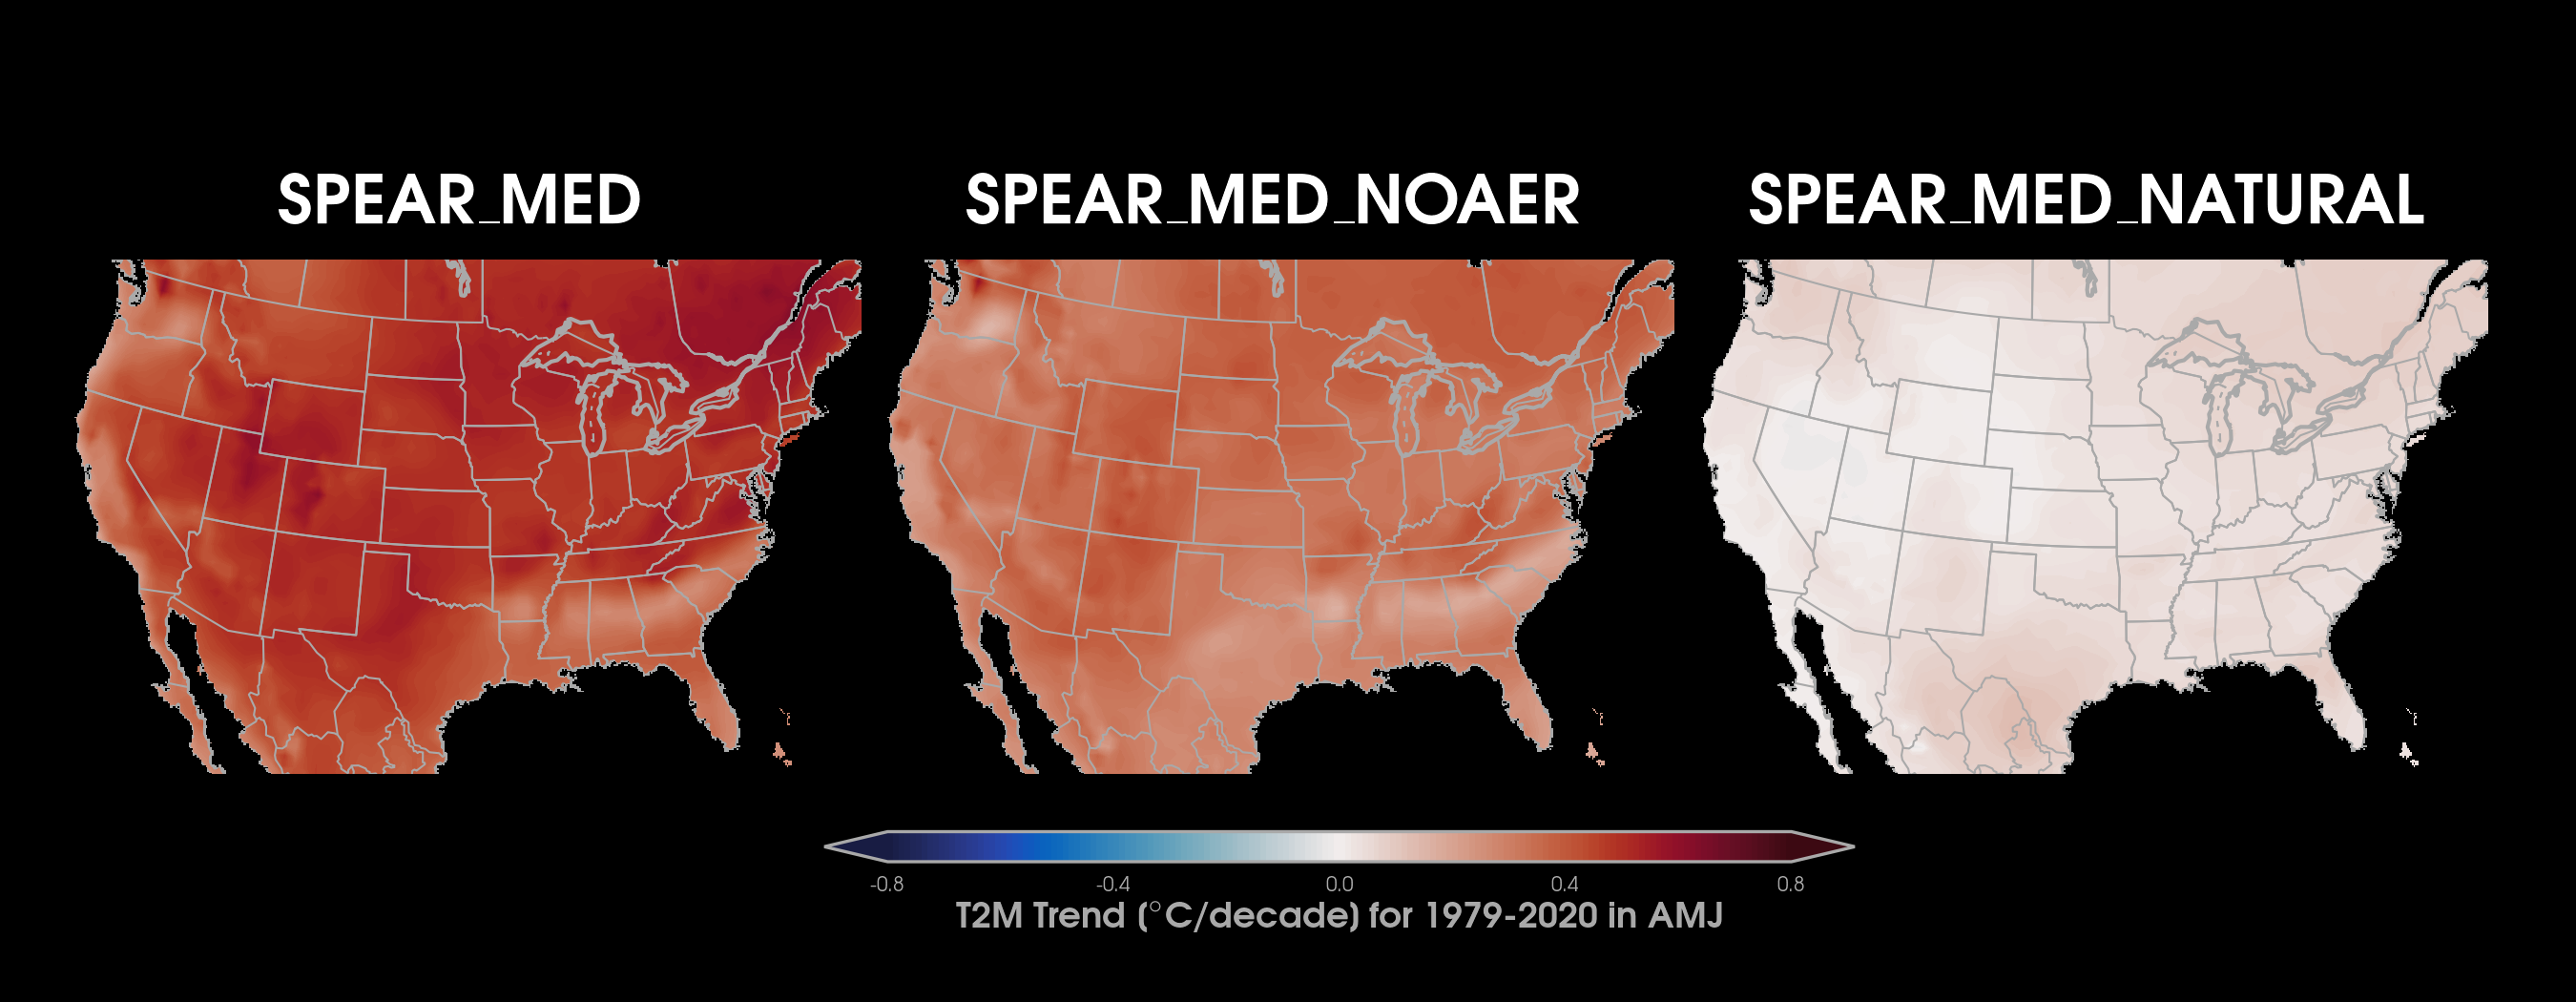 SPEAR_MED SPEAR_MED_NOAER SPEAR_MED_NATURAL
-0.8 -0.4 0.0 0.4 0.8
T2M Trend (°C/decade) for 1979-2020 in AMJ